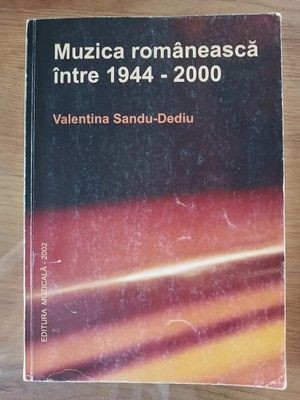 Muzica românească
între 1944 - 2000
Valentina Sandu-Dediu
EDITURA MUZICALĂ - 2002